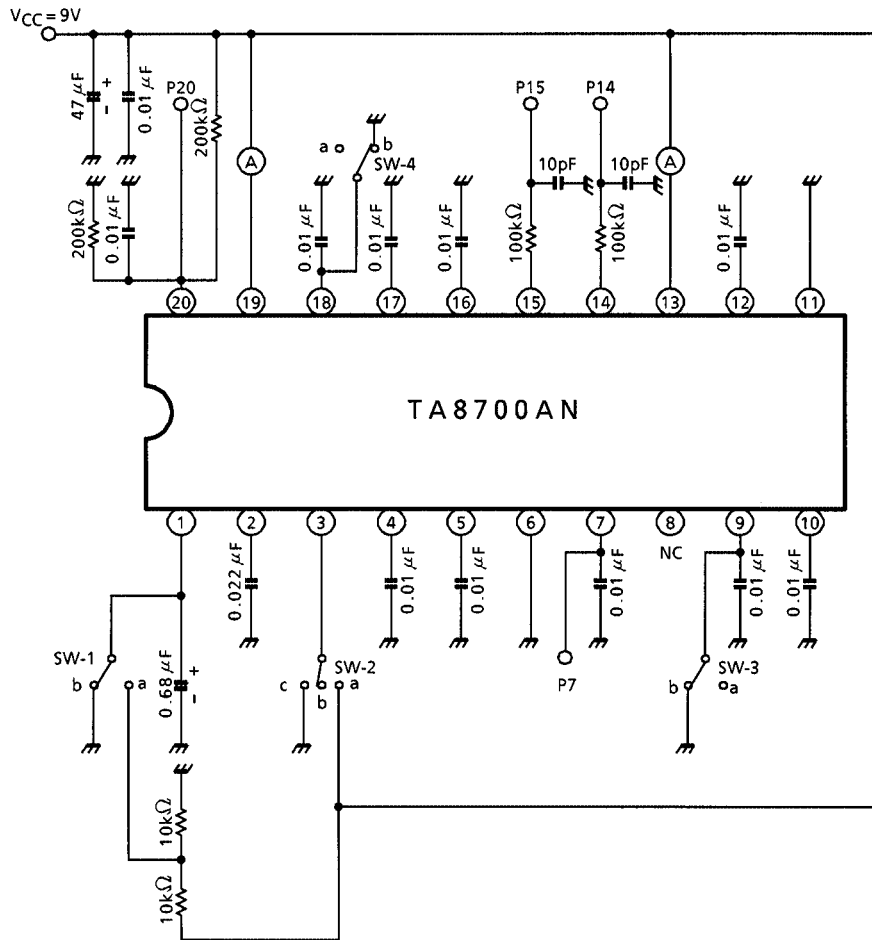 VCC = 9V
47 μF
+
-
0.01 μF
P20
200kΩ
A
a
b
SW-4
P15
P14
10pF
10pF
A
200kΩ
0.01 μF
0.01 μF
0.01 μF
0.01 μF
100kΩ
100kΩ
0.01 μF
20
19
18
17
16
15
14
13
12
11
TA8700AN
1
2
3
4
5
6
7
8
9
10
NC
0.022 μF
0.01 μF
0.01 μF
0.01 μF
0.01 μF
0.01 μF
SW-1
b
a
0.68 μF
+
-
SW-2
c
b
a
P7
SW-3
b
a
10kΩ
10kΩ